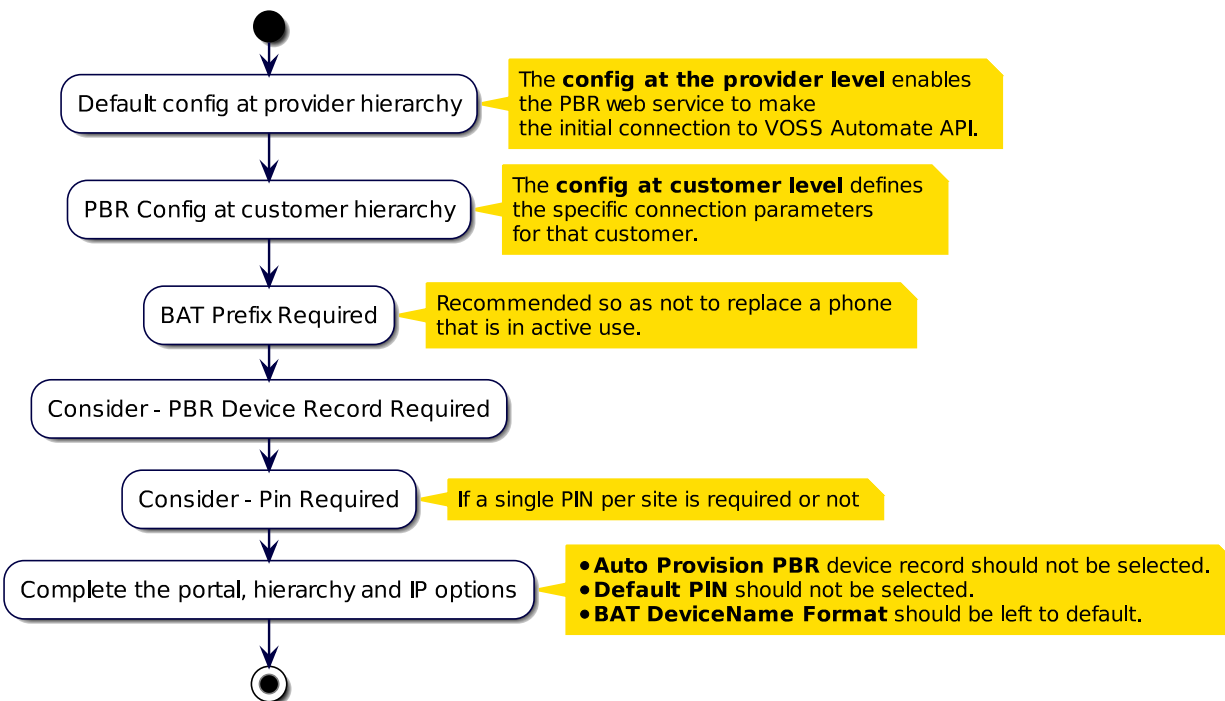 Default config at provider hierarchy
The config at the provider level enables
the PBR web service to make
the initial connection to VOSS Automate API.
PBR Config at customer hierarchy
The config at customer level defines
the specific connection parameters
for that customer.
BAT Prefix Required
Recommended so as not to replace a phone
that is in active use.
Consider - PBR Device Record Required
Consider - Pin Required
If a single PIN per site is required or not
Complete the portal, hierarchy and IP options
• Auto Provision PBR device record should not be selected.
• Default PIN should not be selected.
• BAT DeviceName Format should be left to default.